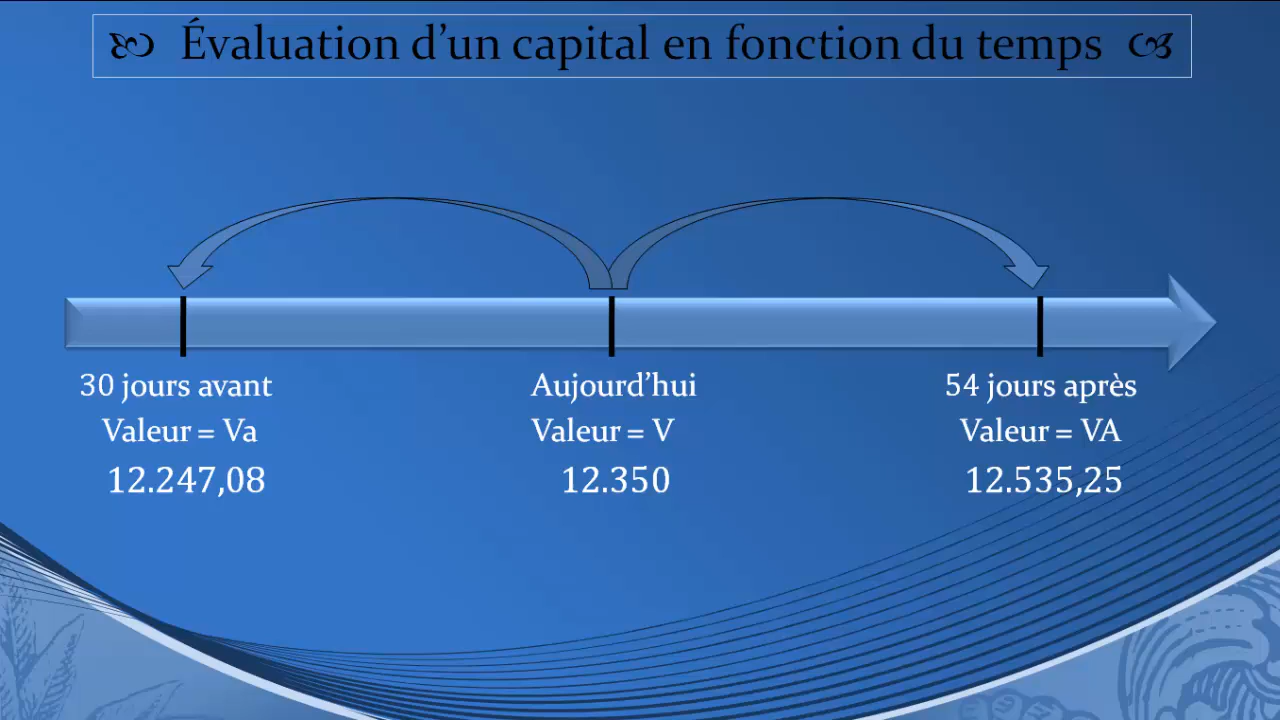 Évaluation d’un capital en fonction du temps
30 jours avant
Valeur = Va
12.247,08
Aujourd’hui
Valeur = V
12.350
54 jours après
Valeur = VA
12.535,25